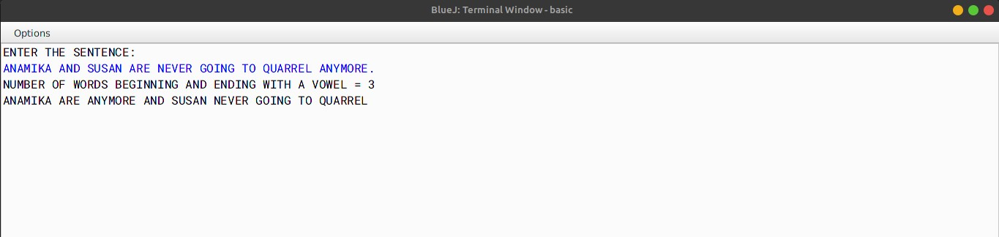 BlueJ: Terminal Window - basic
Options
ENTER THE SENTENCE:
ANAMIKA AND SUSAN ARE NEVER GOING TO QUARREL ANYMORE.
NUMBER OF WORDS BEGINNING AND ENDING WITH A VOWEL = 3
ANAMIKA ARE ANYMORE AND SUSAN NEVER GOING TO QUARREL